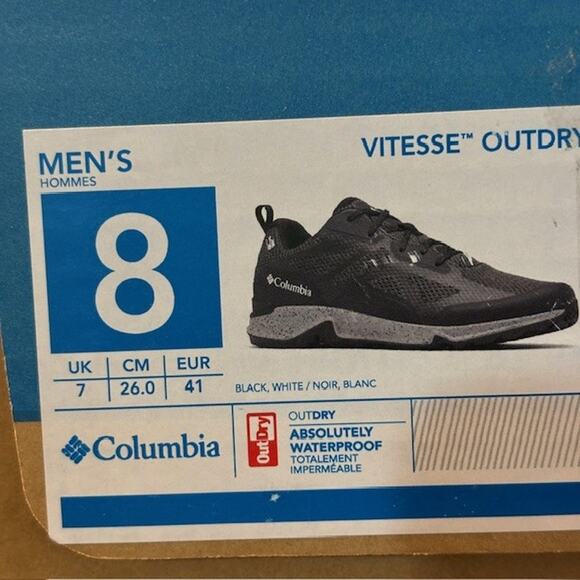 MEN'S
HOMMES
8
UK CM EUR
7 26.0 41
VITESSE™ OUTDRY
Columbia
BLACK, WHITE / NOIR, BLANC
Columbia
OutDry
OUTDRY
ABSOLUTELY
WATERPROOF
TOTALEMENT
IMPERMÉABLE